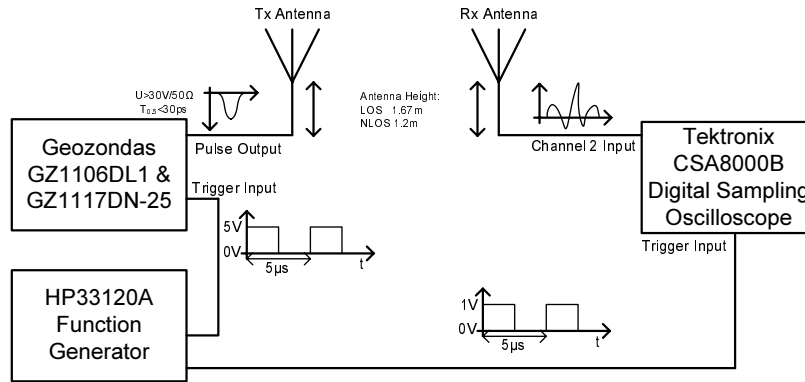 Tx Antenna
Rx Antenna
U>30V/50Ω
T0,5<30ps
Antenna Height:
LOS 1.67m
NLOS 1.2m
Geozondas
GZ1106DL1 &
GZ1117DN-25
Pulse Output
Trigger Input
Channel 2 Input
Tektronix
CSA8000B
Digital Sampling
Oscilloscope
Trigger Input
5V
0V
5µs
t
HP33120A
Function
Generator
1V
0V
5µs
t